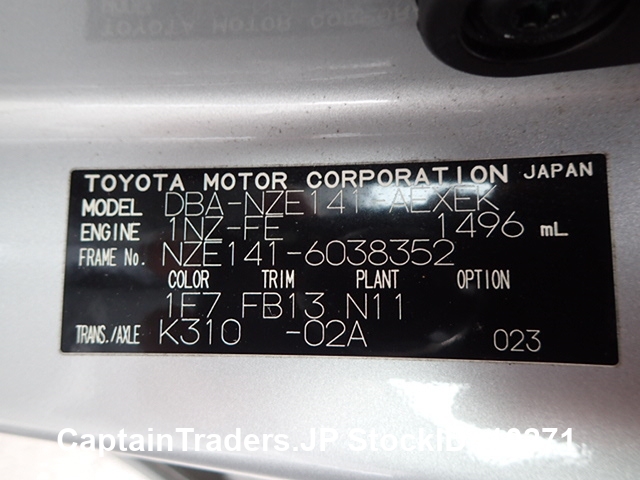 TOYOTA MOTOR CORPORATION JAPAN
MODEL DBA-NZE141-AEXEK
ENGINE 1NZ-FE 1496 mL
FRAME No. NZE141-6038352
COLOR TRIM PLANT OPTION
1F7 FB13 N11
TRANS./AXLE K310 -02A 023
CaptainTraders.JP Stock